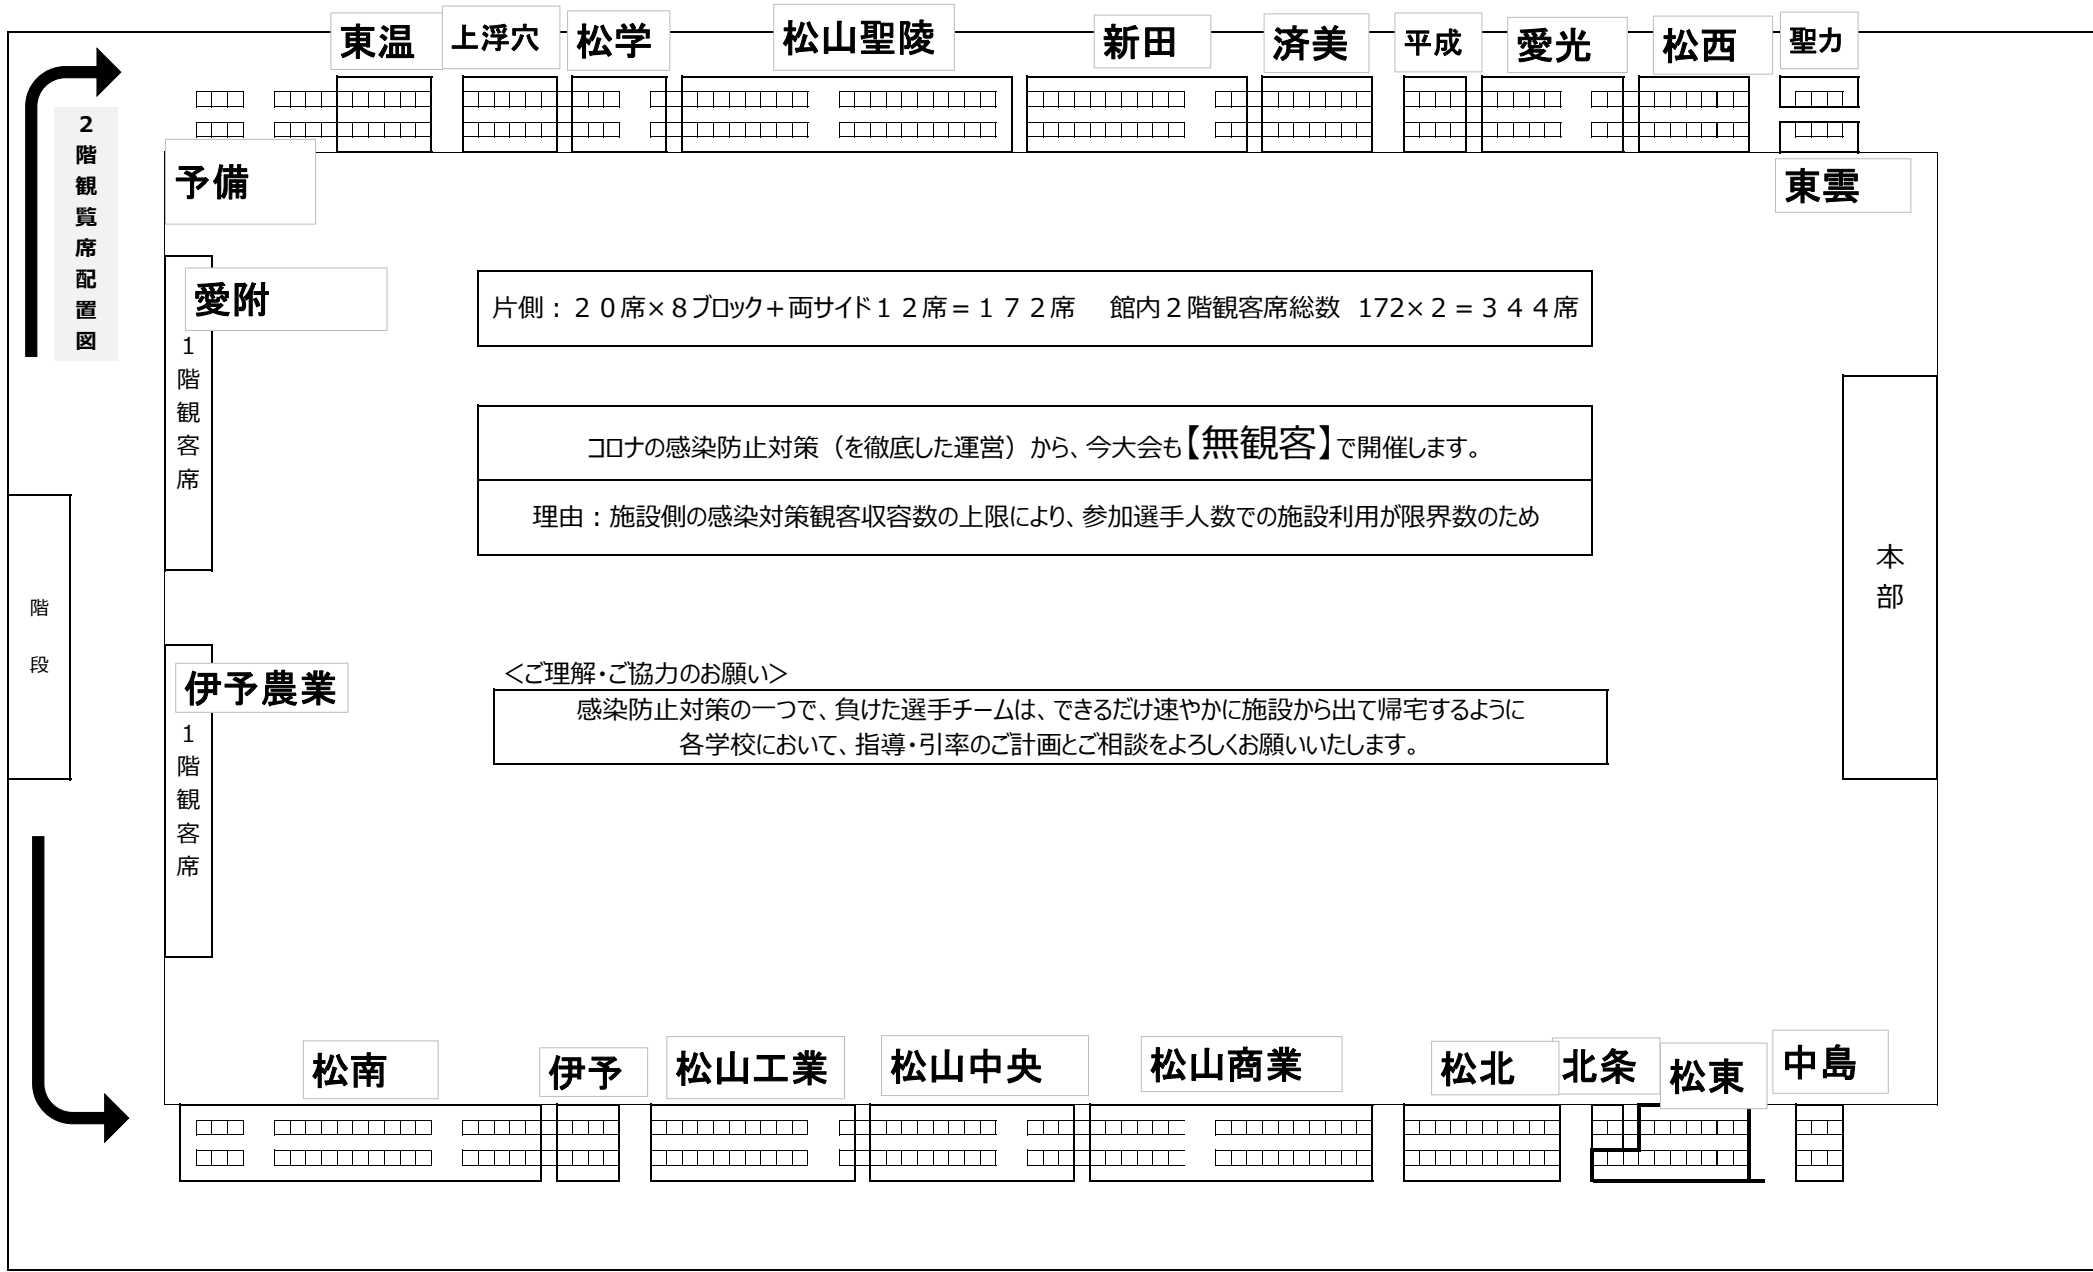 東温
上浮穴
松学
松山聖陵
新田
済美
平成
愛光
松西
聖カ
2階観覧席配置図
予備
東雲
愛附
1階観客席
片側：２０席×８ブロック＋両サイド１２席＝１７２席　館内２階観客席総数 172×２＝３４４席
コロナの感染防止対策（を徹底した運営）から、今大会も【無観客】で開催します。
理由：施設側の感染対策観客収容数の上限により、参加選手人数での施設利用が限界数のため
本部
階段
伊予農業
1階観客席
＜ご理解・ご協力のお願い＞
感染防止対策の一つで、負けた選手チームは、できるだけ速やかに施設から出て帰宅するように
各学校において、指導・引率のご計画とご相談をよろしくお願いいたします。
松南
伊予
松山工業
松山中央
松山商業
松北
北条
松東
中島